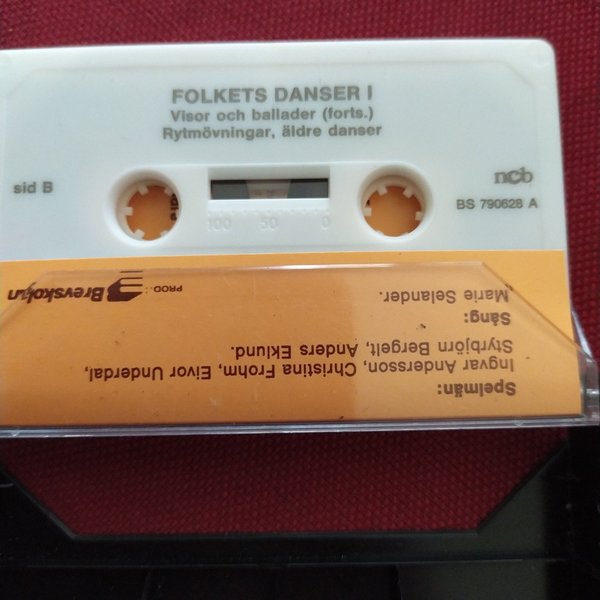 FOLKETS DANSER I
Visor och ballader (forts.)
Rytmövningar, äldre danser
sid B
ncb
BS 790628 A
100 50 0
Spelmän:
Ingvar Andersson, Christina Frohm, Eivor Underdal,
Styrbjörn Bergelt, Anders Eklund.
Sång:
Marie Selander.
PROD.: Brevskolan